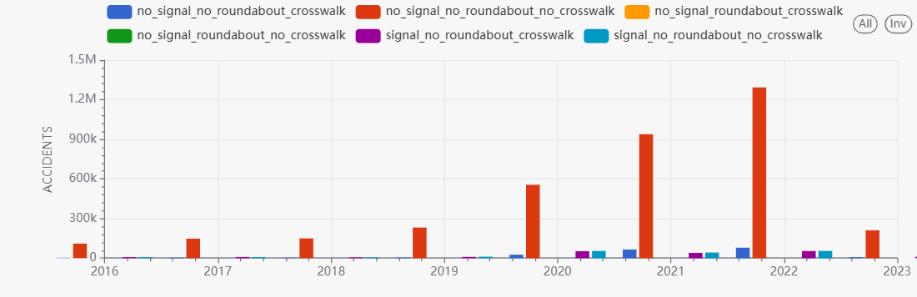 no_signal_no_roundabout_crosswalk no_signal_no_roundabout_no_crosswalk no_signal_roundabout_crosswalk
All Inv
no_signal_roundabout_no_crosswalk signal_no_roundabout_crosswalk signal_no_roundabout_no_crosswalk
1.5M
1.2M
900k
600k
300k
0
ACCIDENTS
2016 2017 2018 2019 2020 2021 2022 2023